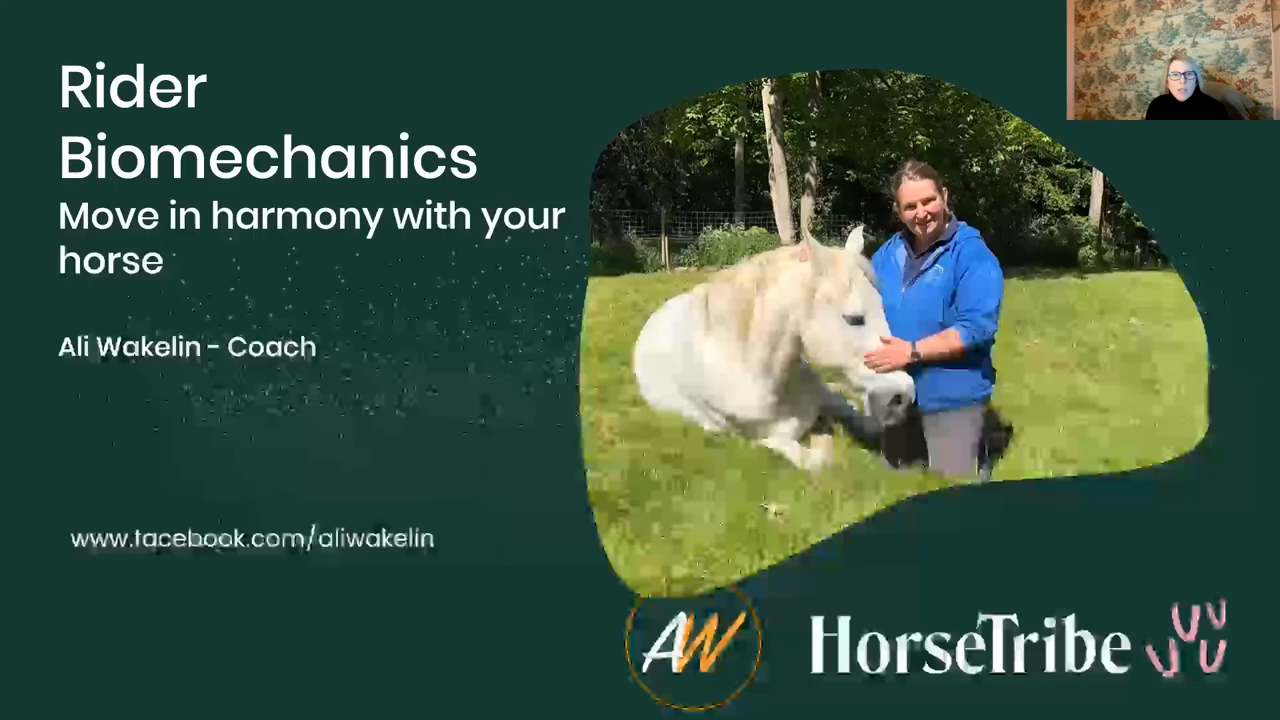 Rider
Biomechanics
Move in harmony with your
horse
Ali Wakelin - Coach
www.facebook.com/aliwakelin
AW
HorseTribe